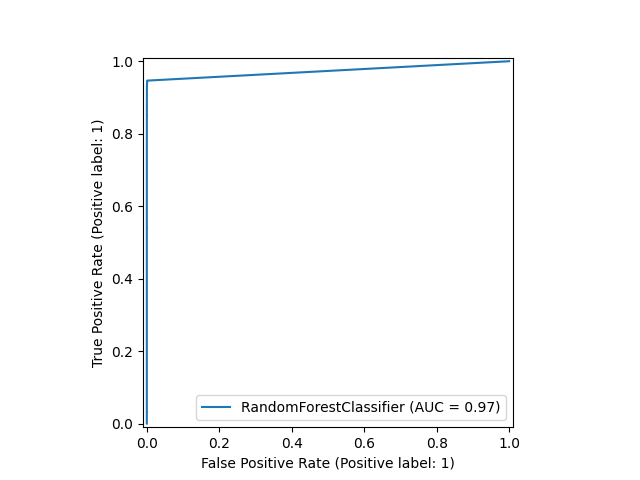 1.0
0.8
0.6
0.4
0.2
0.0
True Positive Rate (Positive label: 1)
RandomForestClassifier (AUC = 0.97)
0.0 0.2 0.4 0.6 0.8 1.0
False Positive Rate (Positive label: 1)